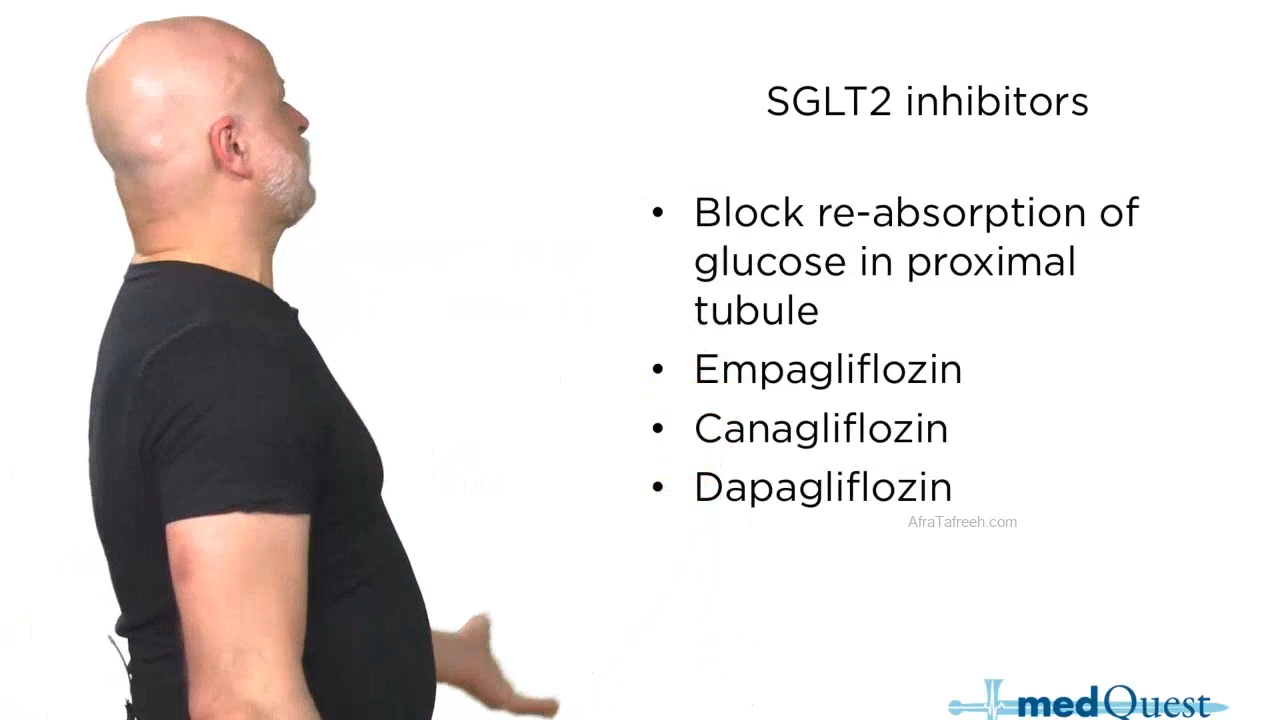 SGLT2 inhibitors
• Block re-absorption of
glucose in proximal
tubule
• Empagliflozin
• Canagliflozin
• Dapagliflozin
AfraTafreeh.com
medQuest